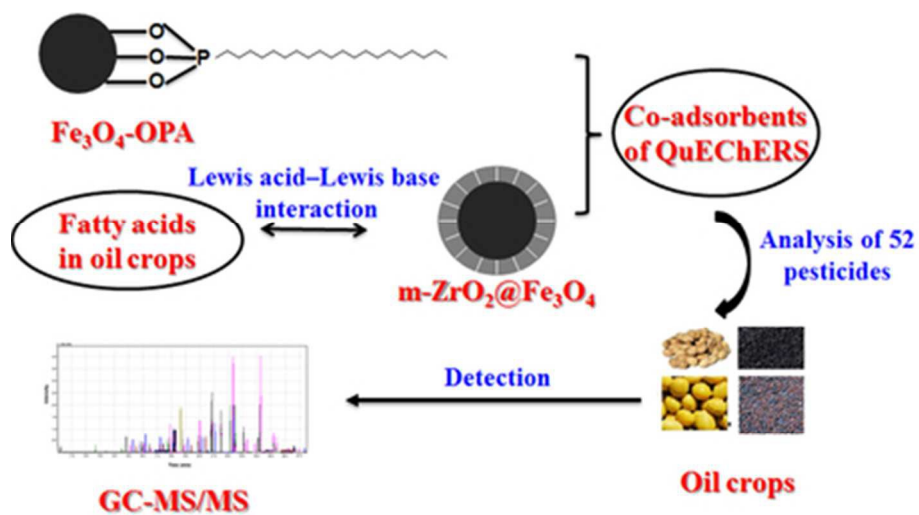 O
O P
O
Fe₃O₄-OPA
Co-adsorbents
of QuEChERS
Lewis acid–Lewis base
interaction
Fatty acids
in oil crops
m-ZrO₂@Fe₃O₄
Analysis of 52
pesticides
Detection
GC-MS/MS
Oil crops